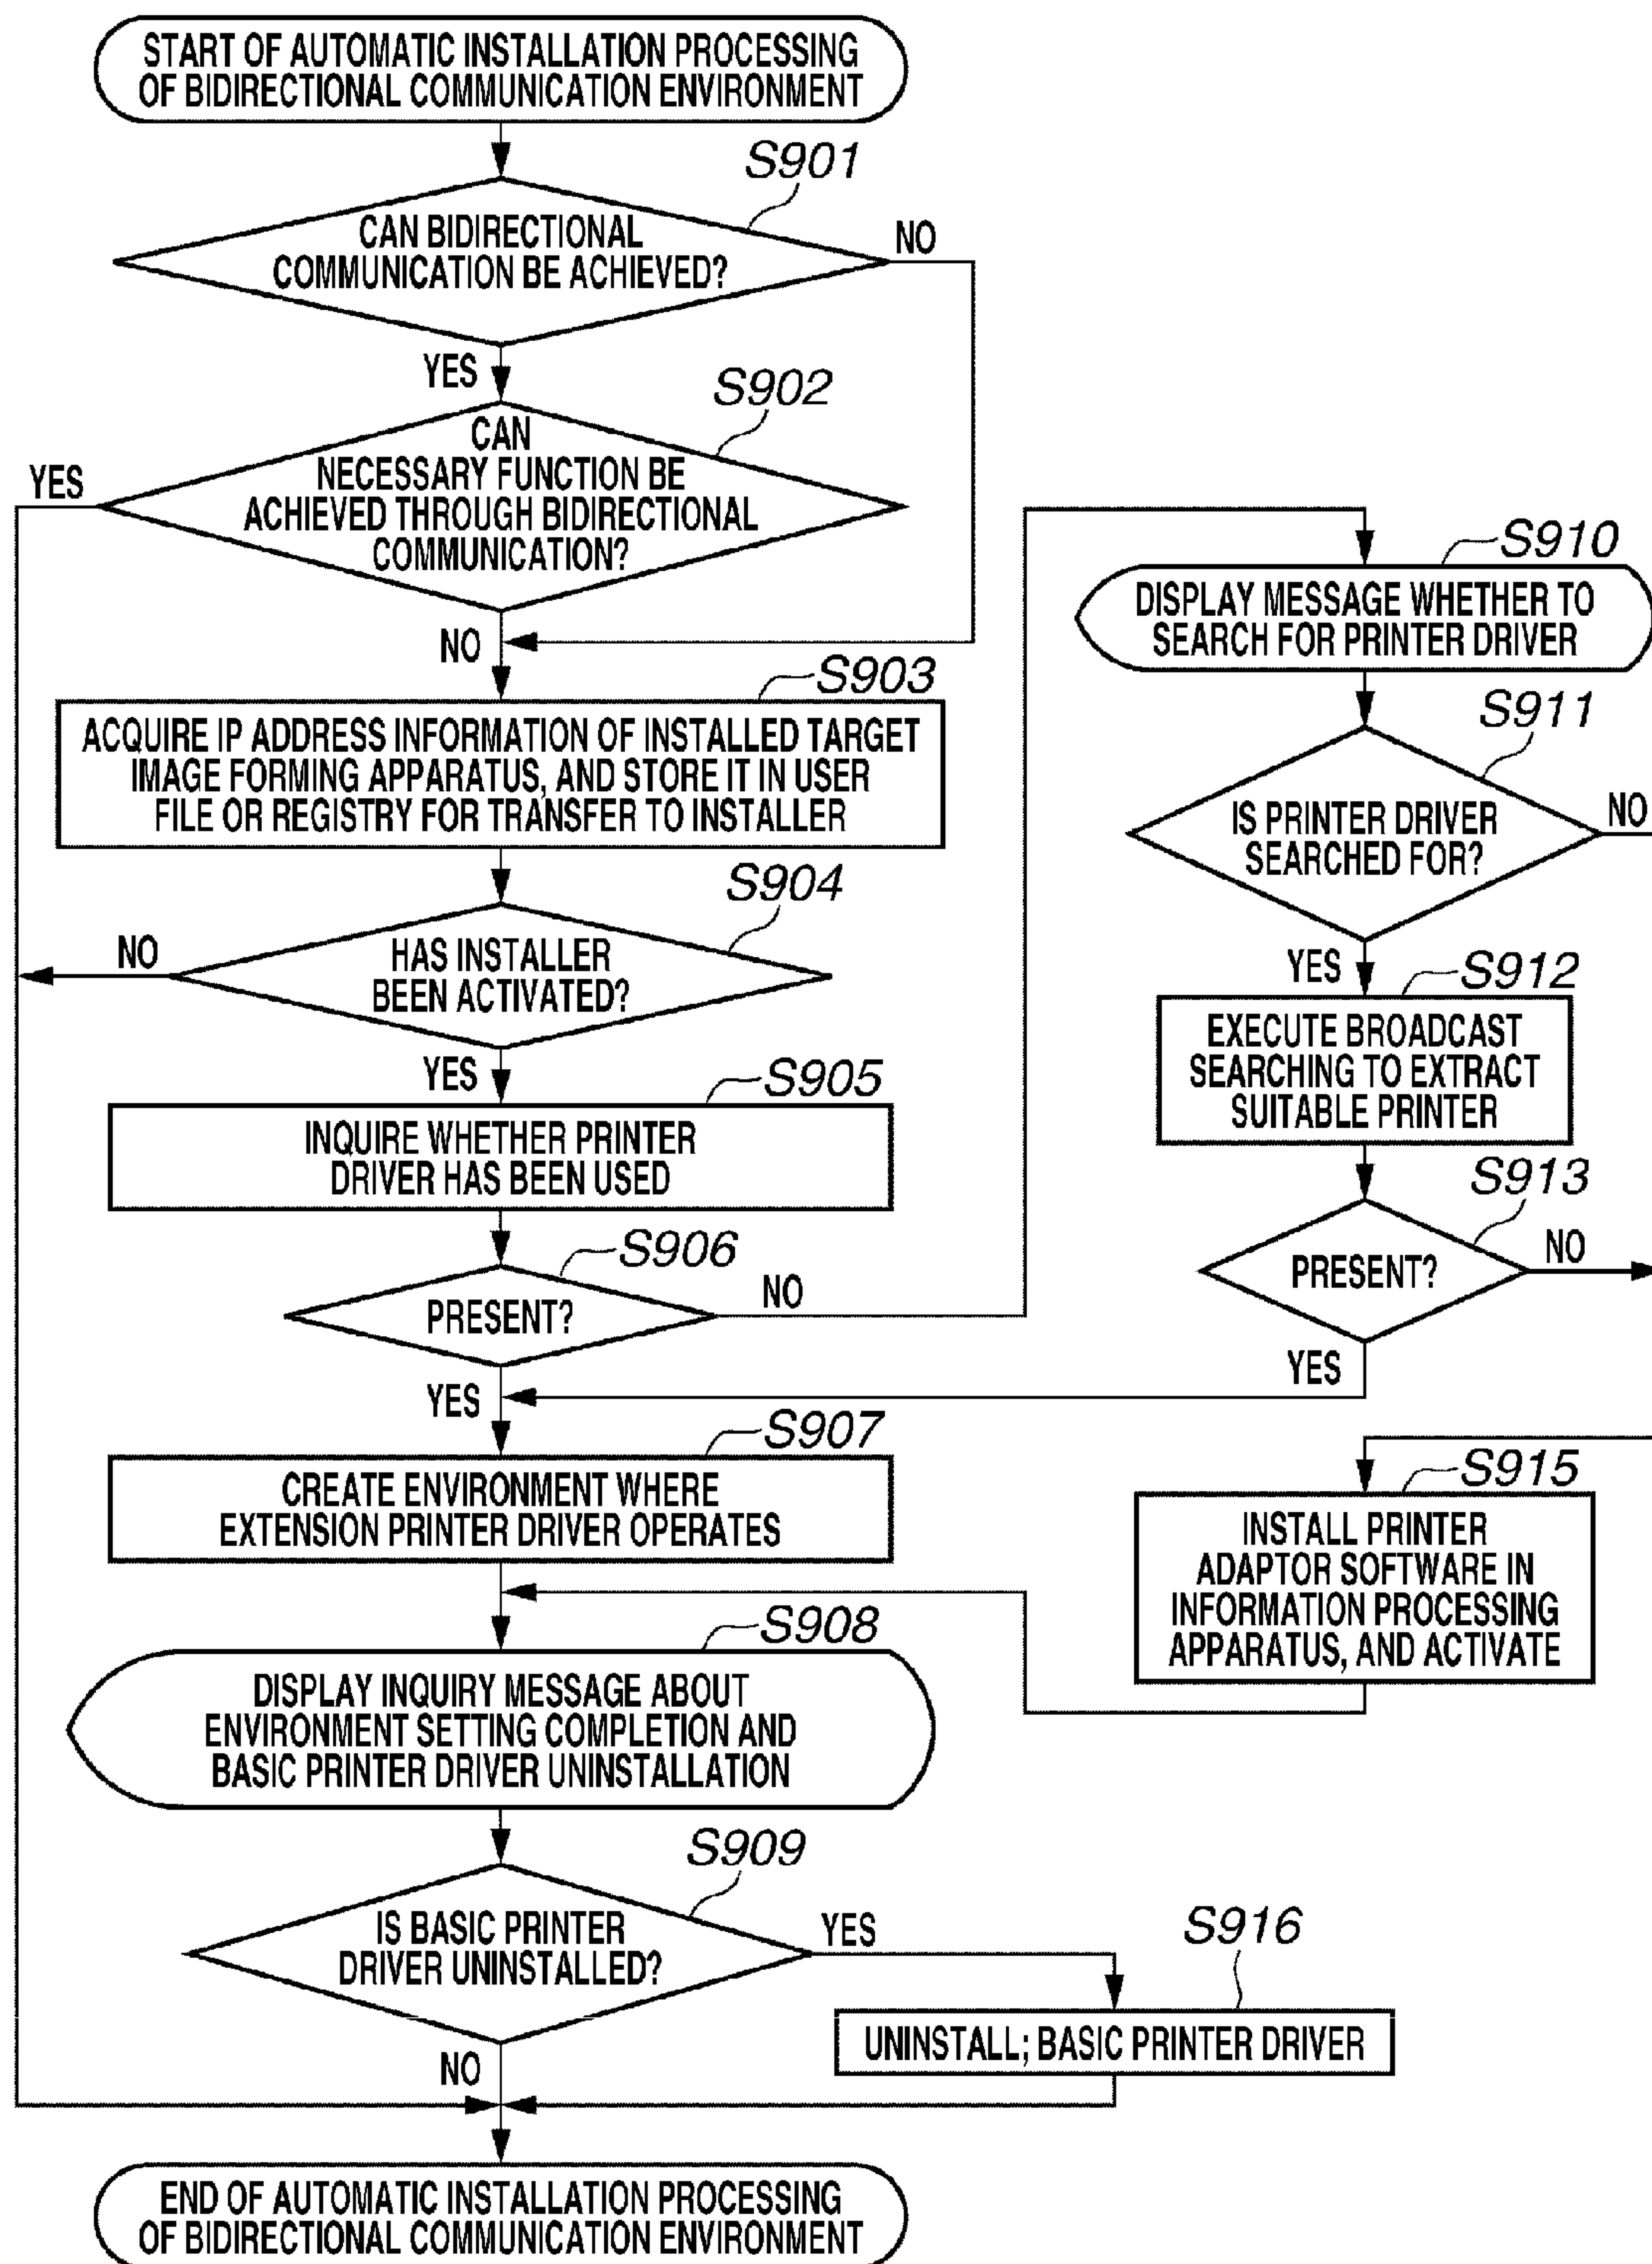 START OF AUTOMATIC INSTALLATION PROCESSING
OF BIDIRECTIONAL COMMUNICATION ENVIRONMENT
S901
CAN BIDIRECTIONAL
COMMUNICATION BE ACHIEVED?
NO
YES
S902
CAN
NECESSARY FUNCTION BE
ACHIEVED THROUGH BIDIRECTIONAL
COMMUNICATION?
YES
NO
S903
ACQUIRE IP ADDRESS INFORMATION OF INSTALLED TARGET
IMAGE FORMING APPARATUS, AND STORE IT IN USER
FILE OR REGISTRY FOR TRANSFER TO INSTALLER
S904
HAS INSTALLER
BEEN ACTIVATED?
NO
YES
S905
INQUIRE WHETHER PRINTER
DRIVER HAS BEEN USED
S906
PRESENT?
NO
YES
S907
CREATE ENVIRONMENT WHERE
EXTENSION PRINTER DRIVER OPERATES
S908
DISPLAY INQUIRY MESSAGE ABOUT
ENVIRONMENT SETTING COMPLETION AND
BASIC PRINTER DRIVER UNINSTALLATION
S909
IS BASIC PRINTER
DRIVER UNINSTALLED?
YES
NO
S916
UNINSTALL; BASIC PRINTER DRIVER
END OF AUTOMATIC INSTALLATION PROCESSING
OF BIDIRECTIONAL COMMUNICATION ENVIRONMENT
S910
DISPLAY MESSAGE WHETHER TO
SEARCH FOR PRINTER DRIVER
S911
IS PRINTER DRIVER
SEARCHED FOR?
NO
YES
S912
EXECUTE BROADCAST
SEARCHING TO EXTRACT
SUITABLE PRINTER
S913
PRESENT?
NO
YES
S915
INSTALL PRINTER
ADAPTOR SOFTWARE IN
INFORMATION PROCESSING
APPARATUS, AND ACTIVATE